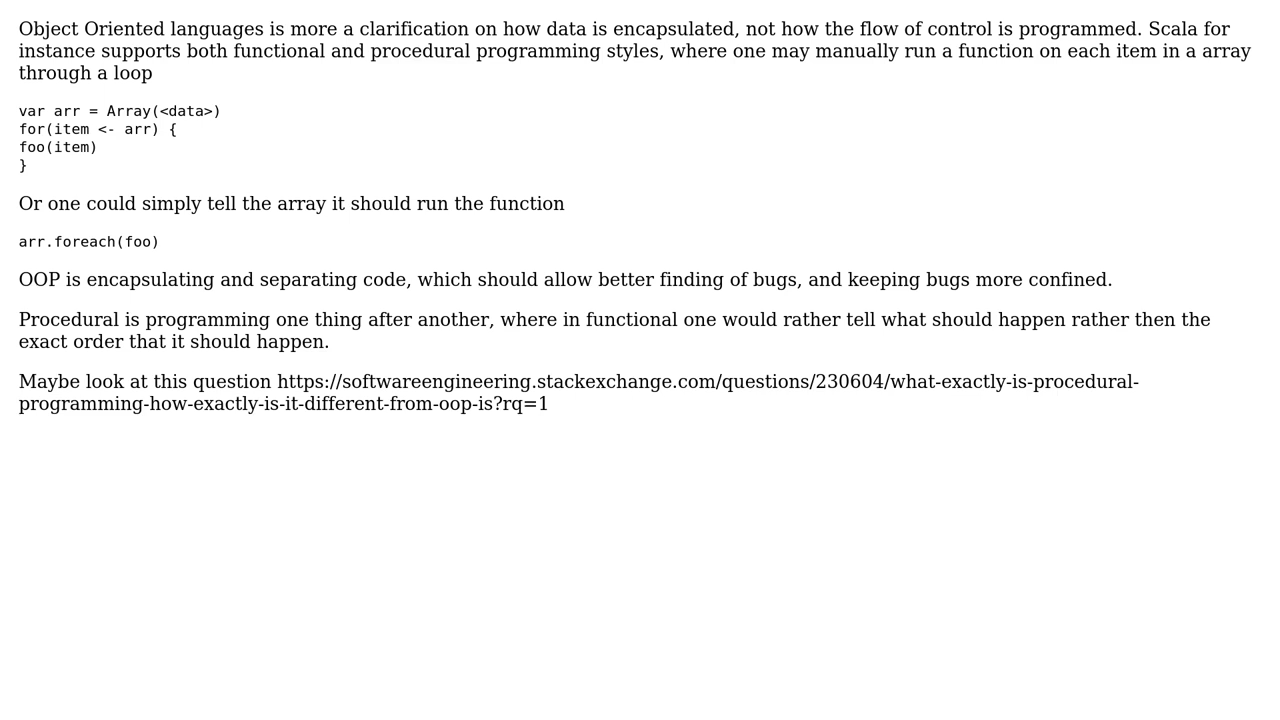 Object Oriented languages is more a clarification on how data is encapsulated, not how the flow of control is programmed. Scala for
instance supports both functional and procedural programming styles, where one may manually run a function on each item in a array
through a loop
var arr = Array(<data>)
for(item <- arr) {
foo(item)
}
Or one could simply tell the array it should run the function
arr.foreach(foo)
OOP is encapsulating and separating code, which should allow better finding of bugs, and keeping bugs more confined.
Procedural is programming one thing after another, where in functional one would rather tell what should happen rather then the
exact order that it should happen.
Maybe look at this question https://softwareengineering.stackexchange.com/questions/230604/what-exactly-is-procedural-
programming-how-exactly-is-it-different-from-oop-is?rq=1